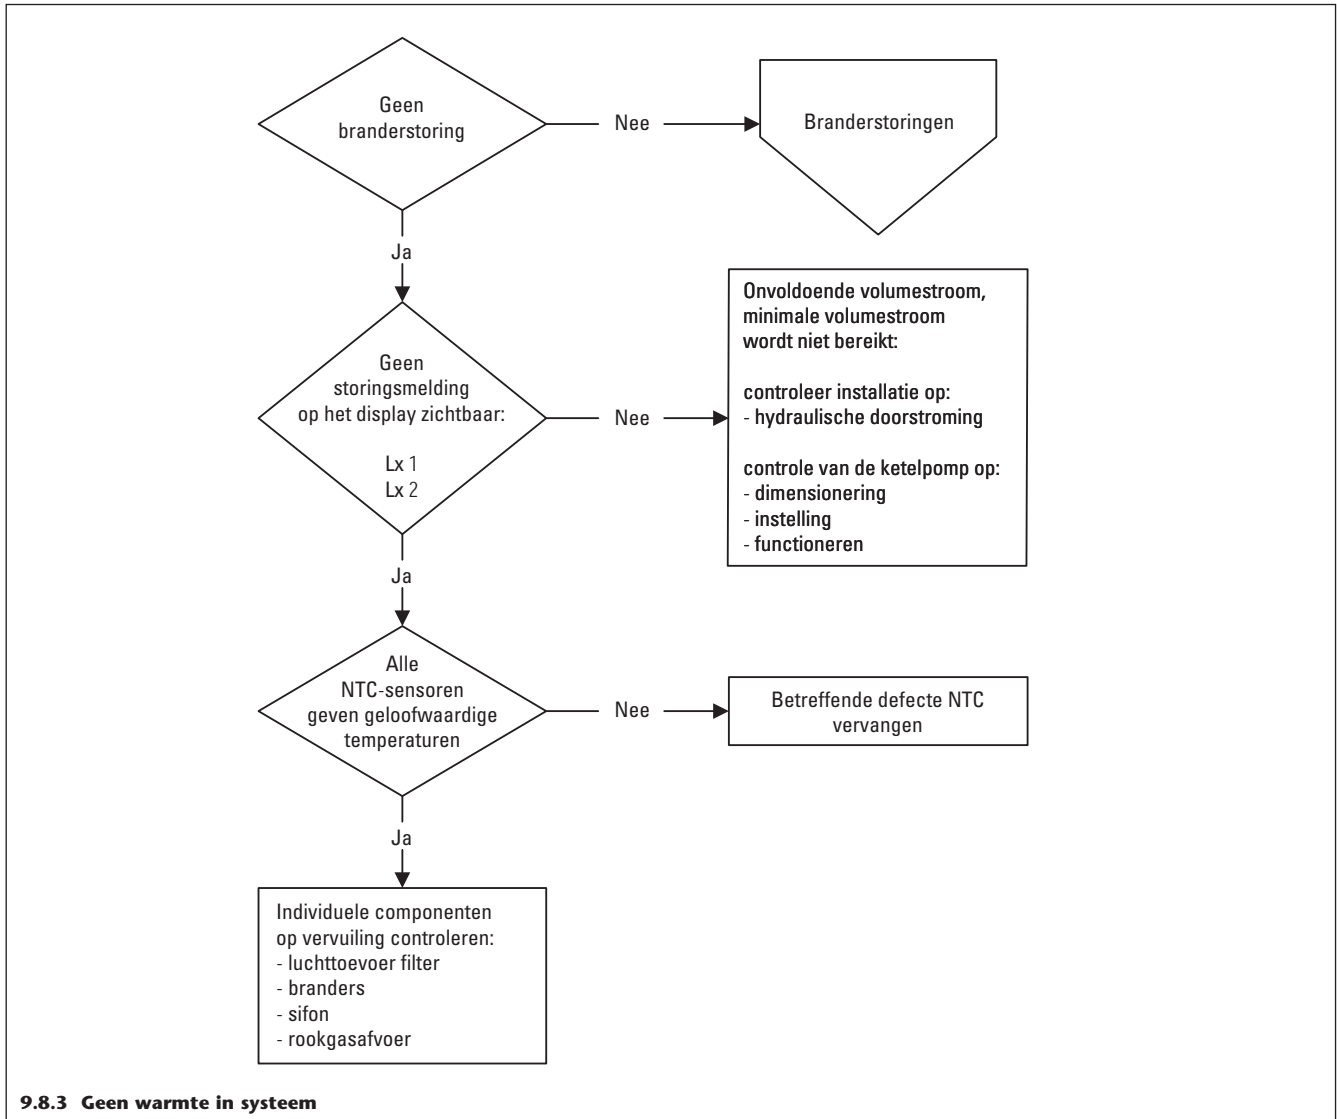 Geen
branderstoring
Nee
Branderstoringen
Ja
Geen
storingsmelding
op het display zichtbaar:
Lx 1
Lx 2
Nee
Onvoldoende volumestroom,
minimale volumestroom
wordt niet bereikt:
controleer installatie op:
- hydraulische doorstroming
controle van de ketelpomp op:
- dimensionering
- instelling
- functioneren
Ja
Alle
NTC-sensoren
geven geloofwaardige
temperaturen
Nee
Betreffende defecte NTC
vervangen
Ja
Individuele componenten
op vervuiling controleren:
- luchttoevoer filter
- branders
- sifon
- rookgasafvoer
9.8.3 Geen warmte in systeem